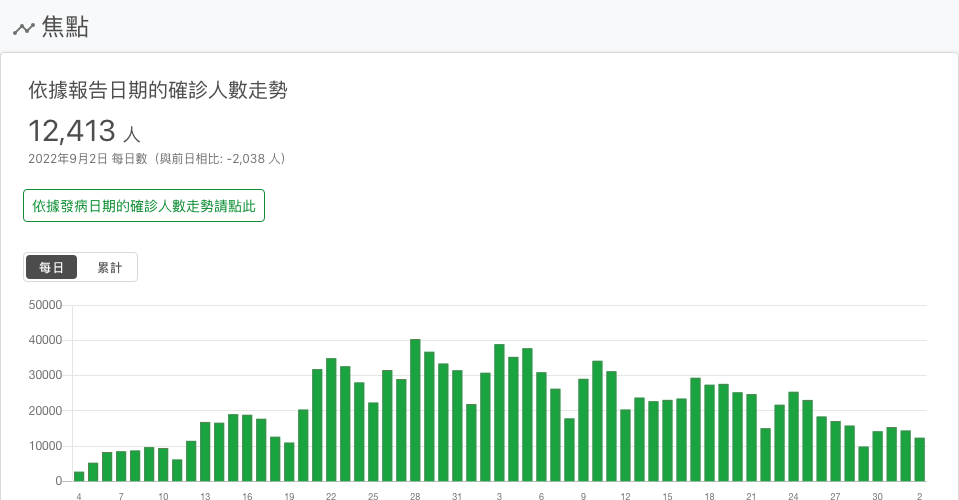 焦點
依據報告日期的確診人數走勢
12,413 人
2022年9月2日 每日數（與前日相比: -2,038 人）
依據發病日期的確診人數走勢請點此
每日 累計
50000
40000
30000
20000
10000
0
4 7 10 13 16 19 22 25 28 31 3 6 9 12 15 18 21 24 27 30 2